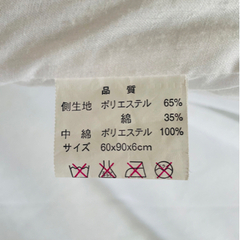 品質
側生地 ポリエステル 65%
綿 35%
中綿 ポリエステル 100%
サイズ 60x90x6cm